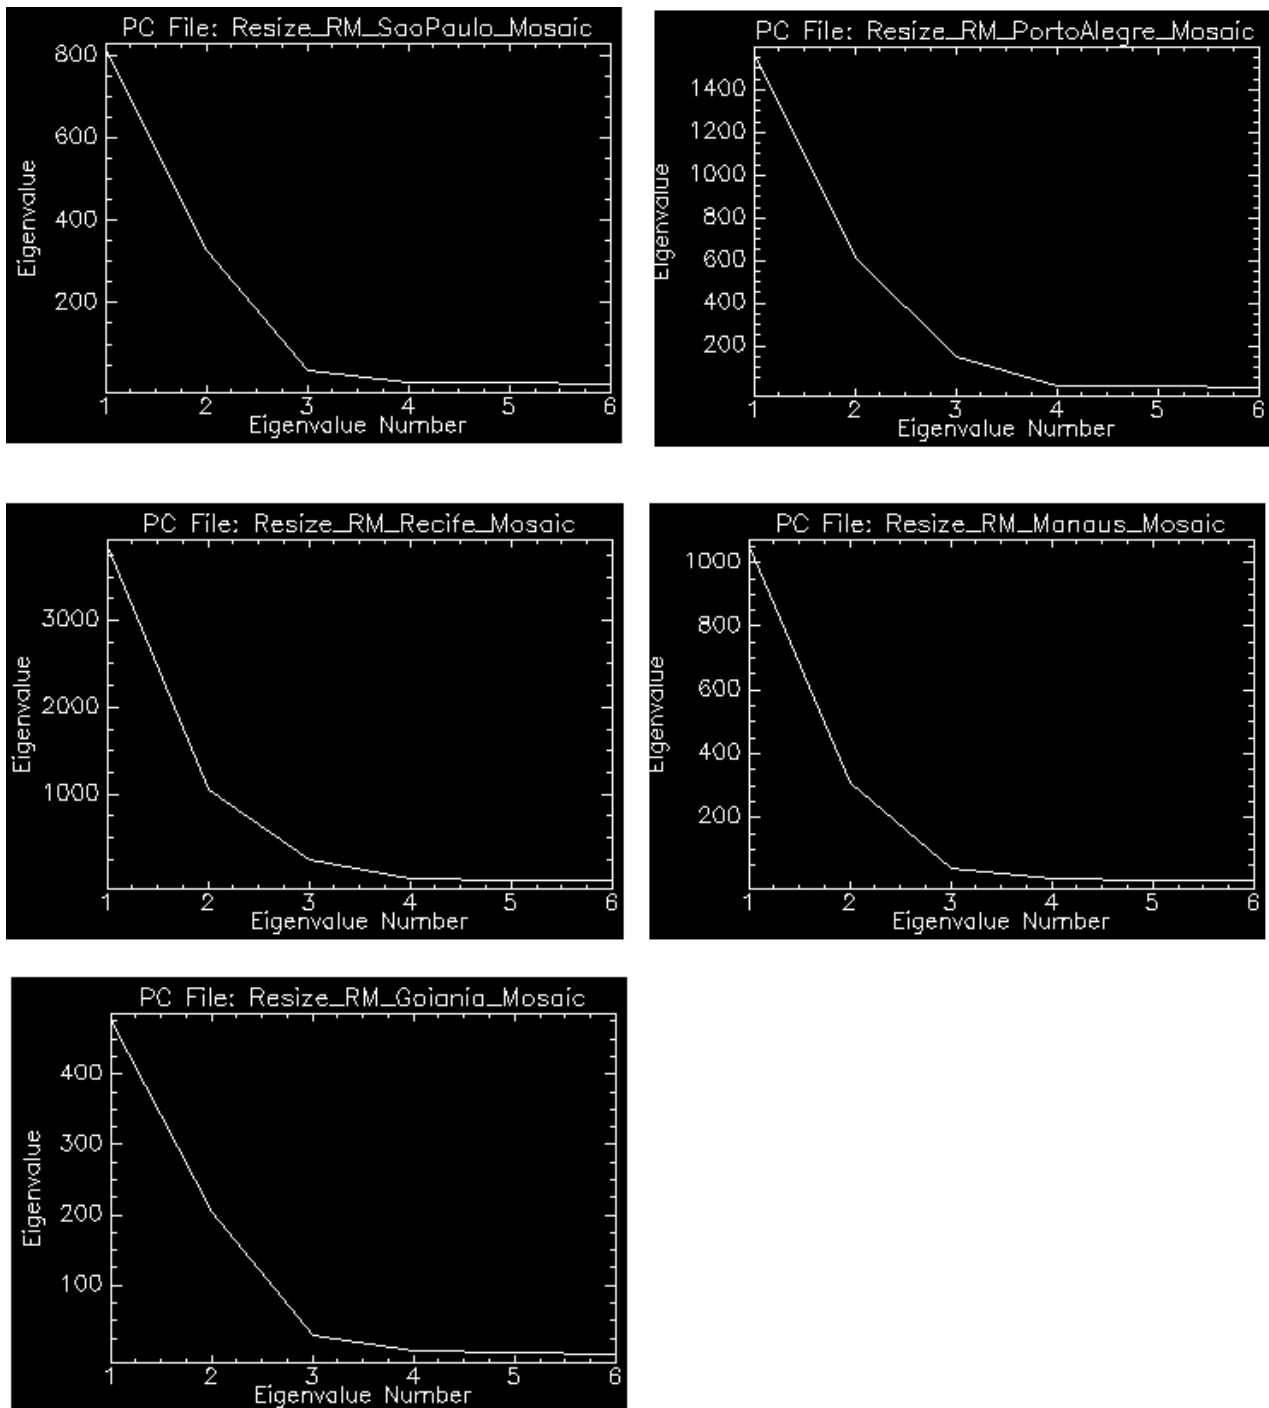 PC File: Resize_RM_SaoPaulo_Mosaic
800
600
400
200
Eigenvalue
1 2 3 4 5 6
Eigenvalue Number
PC File: Resize_RM_PortoAlegre_Mosaic
1400
1200
1000
800
600
400
200
Eigenvalue
1 2 3 4 5 6
Eigenvalue Number
PC File: Resize_RM_Recife_Mosaic
3000
2000
1000
Eigenvalue
1 2 3 4 5 6
Eigenvalue Number
PC File: Resize_RM_Manaus_Mosaic
1000
800
600
400
200
Eigenvalue
1 2 3 4 5 6
Eigenvalue Number
PC File: Resize_RM_Goiania_Mosaic
400
300
200
100
Eigenvalue
1 2 3 4 5 6
Eigenvalue Number